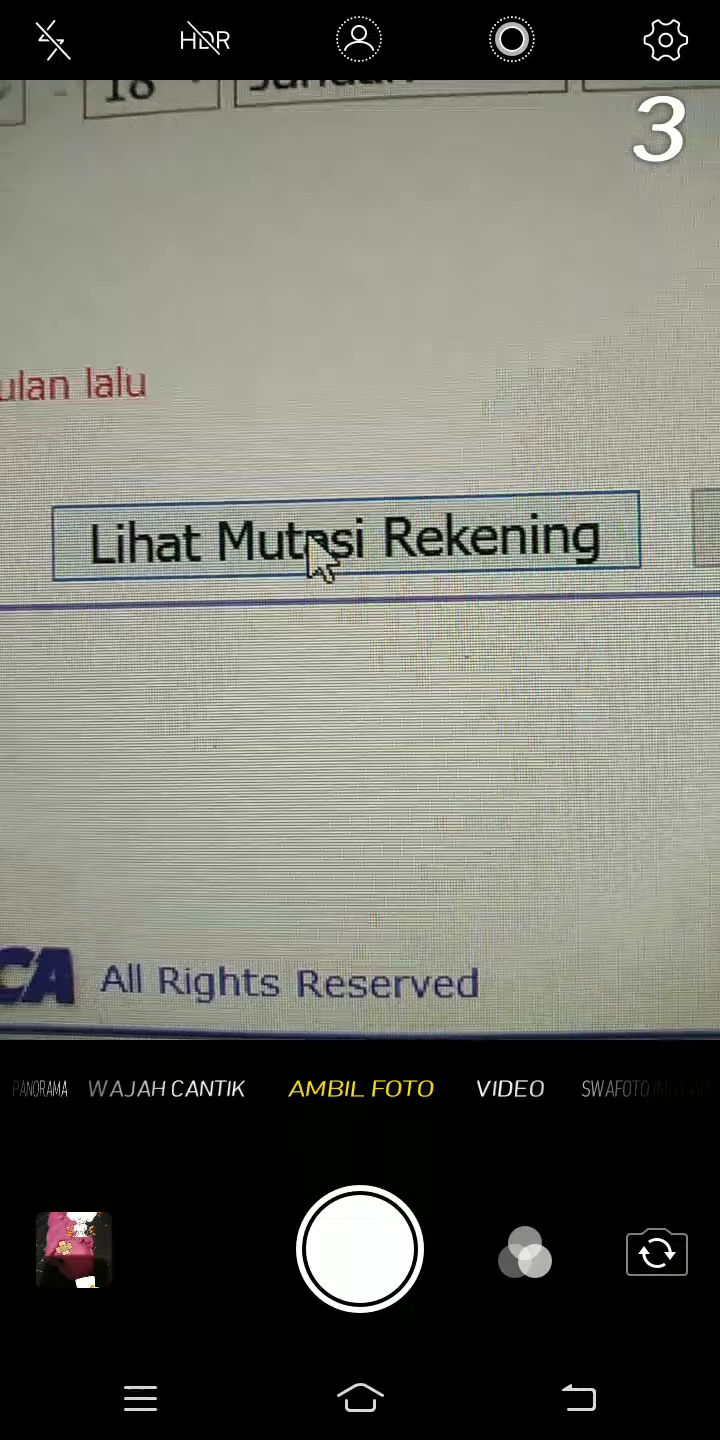 HDR
18
3
ulan lalu
Lihat Mutasi Rekening
CA All Rights Reserved
PANORAMA WAJAH CANTIK AMBIL FOTO VIDEO SWAFOTO